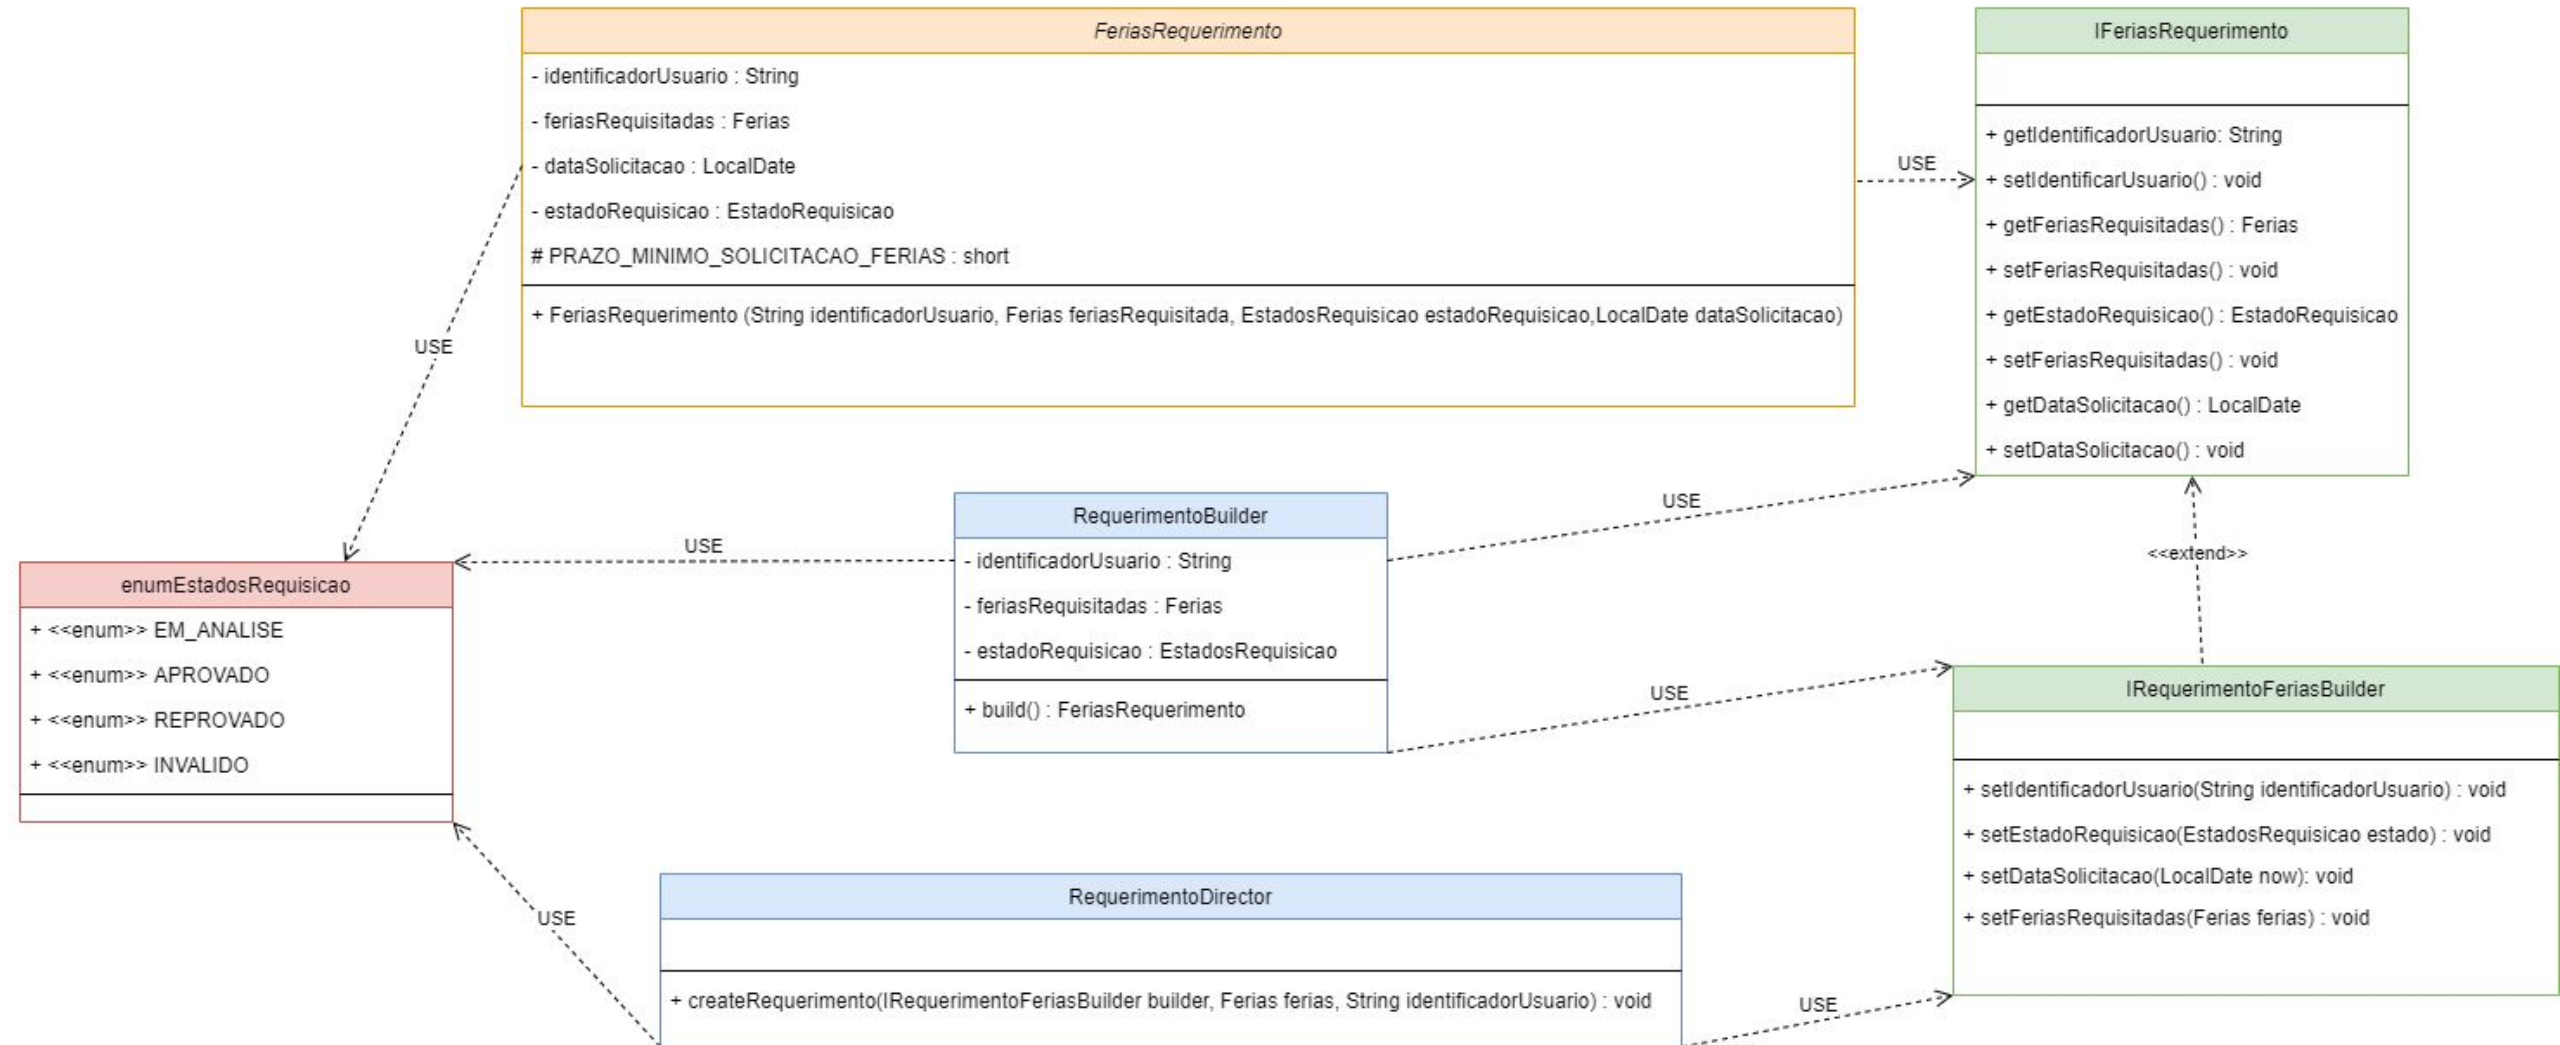 FeriasRequerimento
- identificadorUsuario : String
- feriasRequisitadas : Ferias
- dataSolicitacao : LocalDate
- estadoRequisicao : EstadoRequisicao
# PRAZO_MINIMO_SOLICITACAO_FERIAS : short
+ FeriasRequerimento (String identificadorUsuario, Ferias feriasRequisitada, EstadosRequisicao estadoRequisicao,LocalDate dataSolicitacao)
USE
IFeriasRequerimento
+ getIdentificadorUsuario: String
+ setIdentificarUsuario() : void
+ getFeriasRequisitadas() : Ferias
+ setFeriasRequisitadas() : void
+ getEstadoRequisicao() : EstadoRequisicao
+ setFeriasRequisitadas() : void
+ getDataSolicitacao() : LocalDate
+ setDataSolicitacao() : void
USE
USE
USE
<<extend>>
RequerimentoBuilder
- identificadorUsuario : String
- feriasRequisitadas : Ferias
- estadoRequisicao : EstadosRequisicao
+ build() : FeriasRequerimento
USE
enumEstadosRequisicao
+ <<enum>> EM_ANALISE
+ <<enum>> APROVADO
+ <<enum>> REPROVADO
+ <<enum>> INVALIDO
IRequerimentoFeriasBuilder
+ setIdentificadorUsuario(String identificadorUsuario) : void
+ setEstadoRequisicao(EstadosRequisicao estado) : void
+ setDataSolicitacao(LocalDate now): void
+ setFeriasRequisitadas(Ferias ferias) : void
USE
RequerimentoDirector
+ createRequerimento(IRequerimentoFeriasBuilder builder, Ferias ferias, String identificadorUsuario) : void
USE